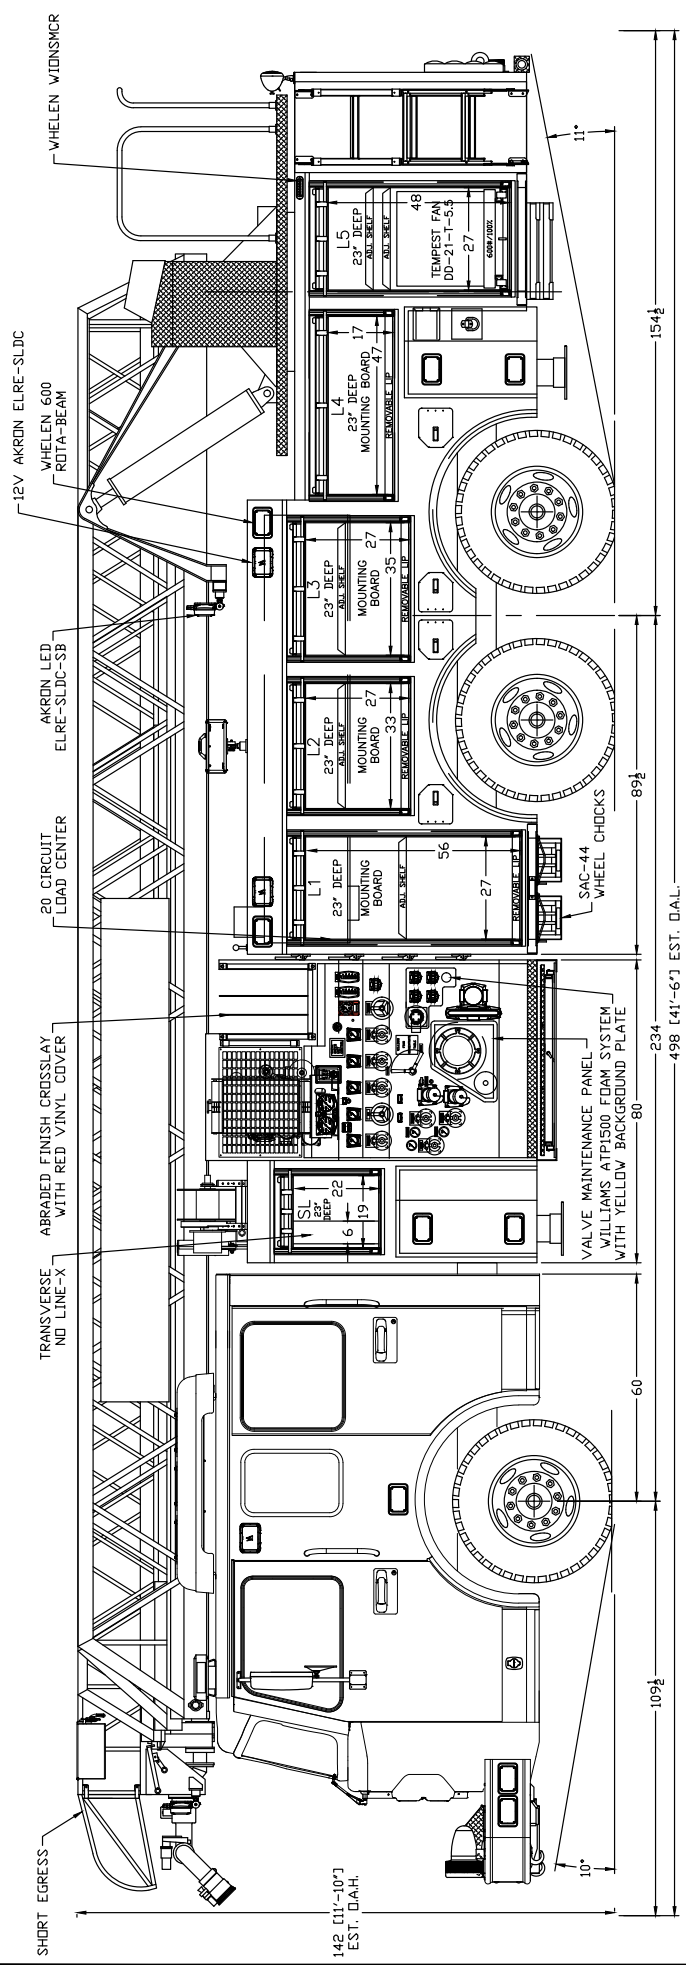 SHORT EGRESS
TRANSVERSE
NO LINE-X
ABRADED FINISH CROSSLAY
WITH RED VINYL COVER
20 CIRCUIT
LOAD CENTER
AKRON LED
ELRE-SLDC-SB
12V AKRON ELRE-SLDC
WHELEN 600
ROTA-BEAM
WHELEN WIONSMCR
142 [11'-10"]
EST. O.A.H.
SL
23"
DEEP
22
19
6
L1
23" DEEP
MOUNTING
BOARD
ADJ. SHELF
56
27
REMOVABLE LIP
L2
23" DEEP
ADJ. SHELF
MOUNTING
BOARD
27
33
REMOVABLE LIP
L3
23" DEEP
ADJ. SHELF
MOUNTING
BOARD
27
35
REMOVABLE LIP
L4
23" DEEP
MOUNTING BOARD
17
47
REMOVABLE LIP
L5
23" DEEP
ADJ. SHELF
ADJ. SHELF
48
TEMPEST FAN
DD-21-T-5.5
27
600#/100%
VALVE MAINTENANCE PANEL
WILLIAMS ATP1500 FOAM SYSTEM
WITH YELLOW BACKGROUND PLATE
SAC-44
WHEEL CHOCKS
10°
11°
60
80
89½
109½
234
154½
498 [41'-6"] EST. O.A.L.